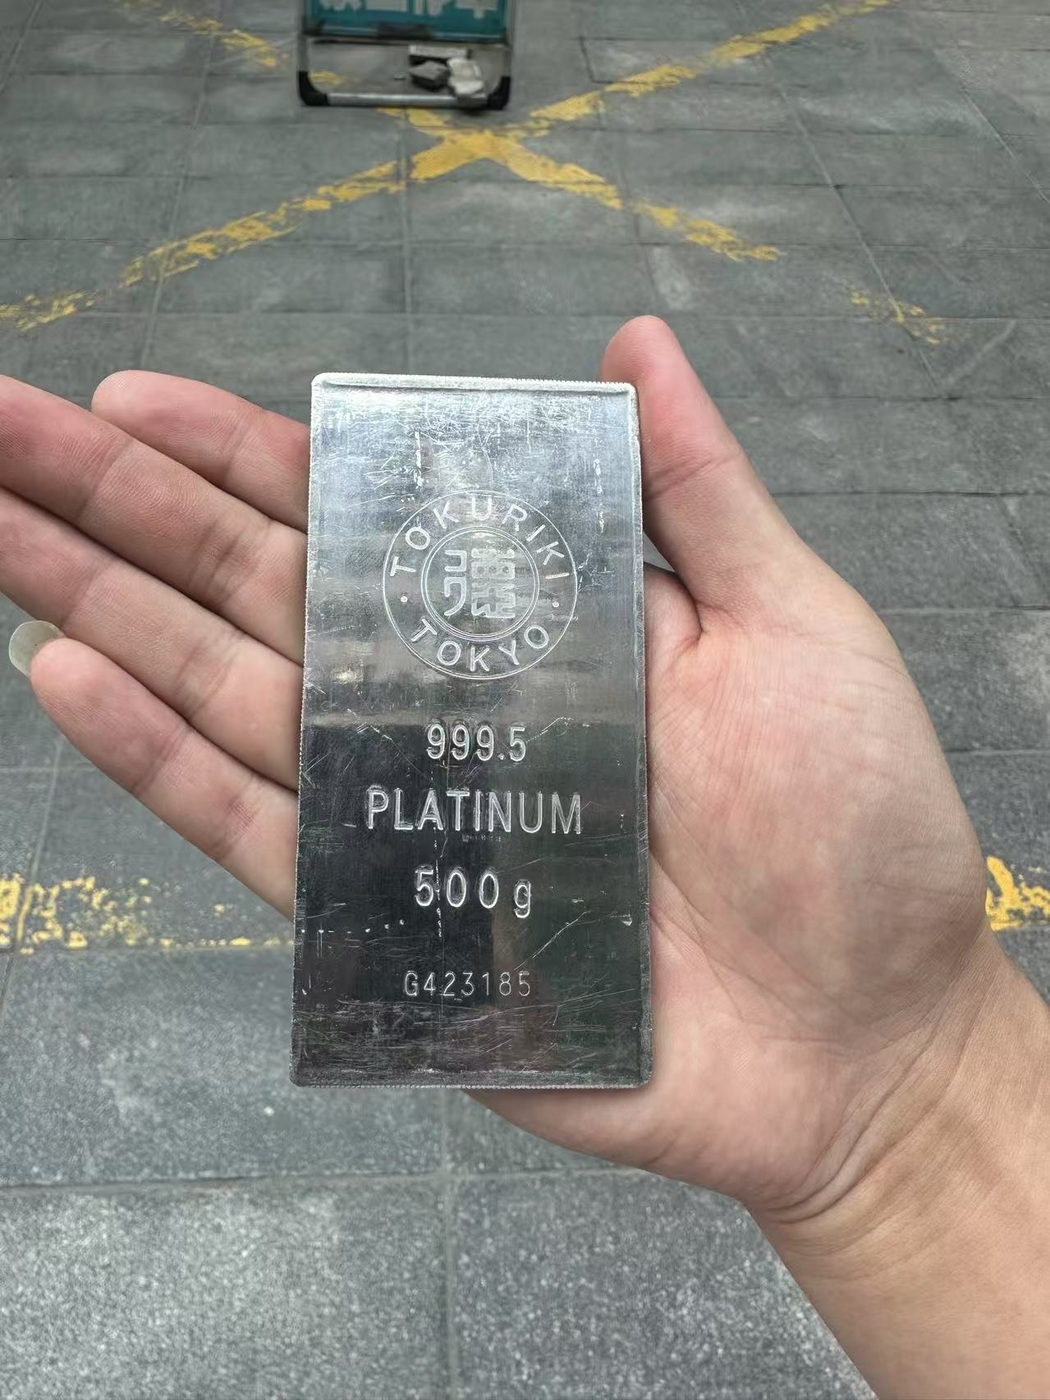 TOKURIKI
TOKYO
999.5
PLATINUM
500g
G423185